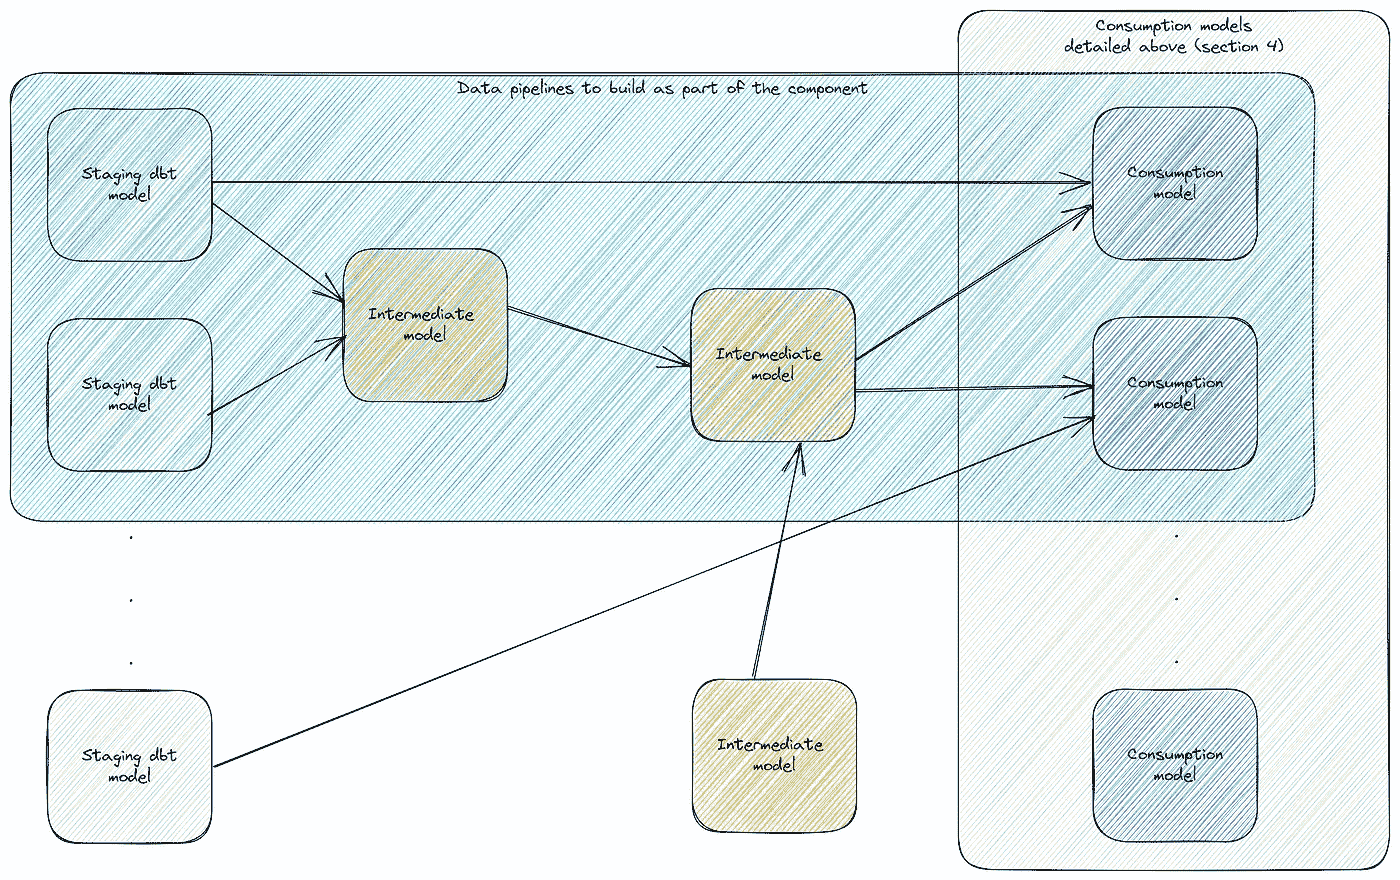 Consumption models
detailed above (section 4)
Data pipelines to build as part of the component
Staging dbt
model
Consumption
model
Intermediate
model
Intermediate
model
Staging dbt
model
Consumption
model
Staging dbt
model
Intermediate
model
Consumption
model